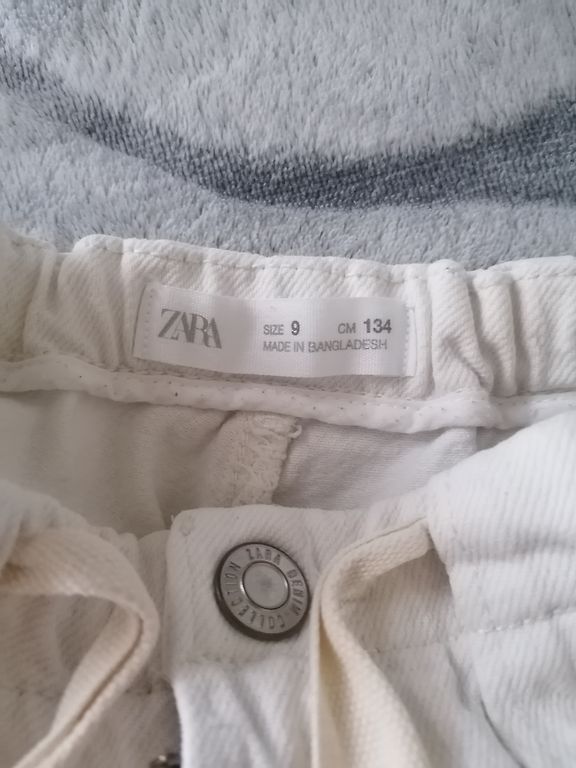 ZARA
SIZE 9 CM 134
MADE IN BANGLADESH
ZARA DENIM COLLECTION